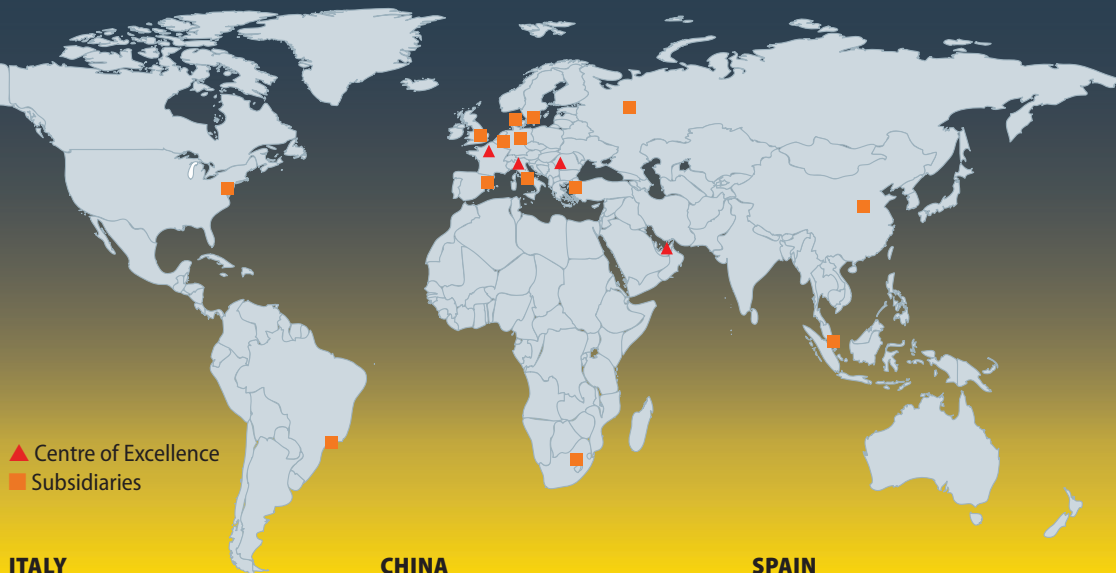 Centre of Excellence
Subsidiaries
ITALY
CHINA
SPAIN